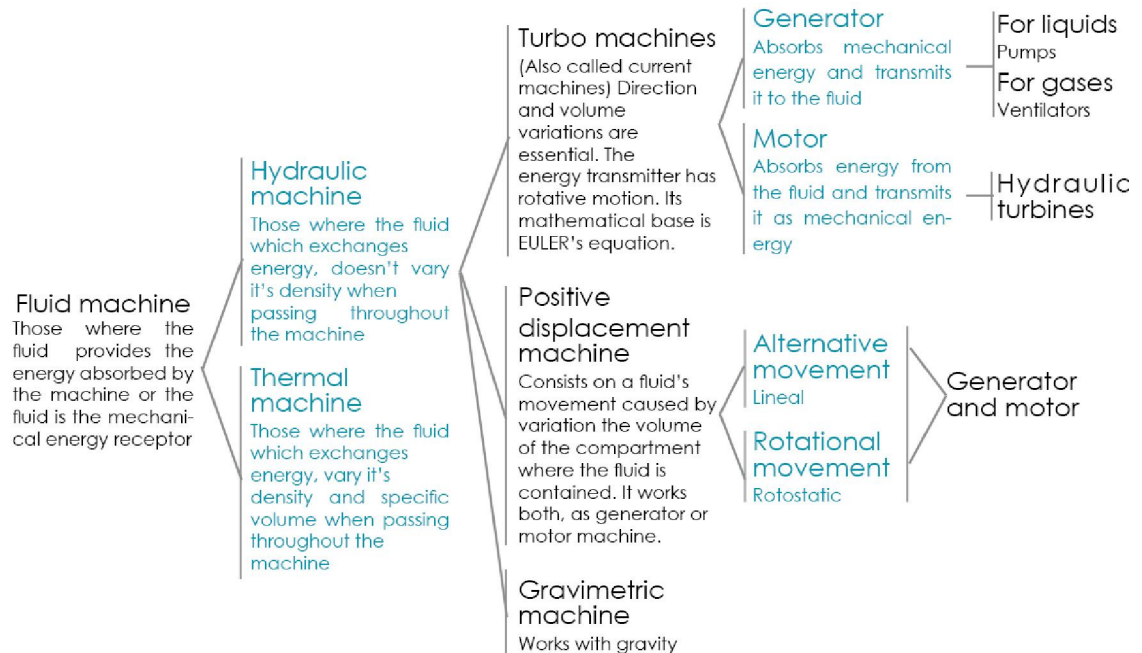 Fluid machine
Those where the
fluid provides the
energy absorbed by
the machine or the
fluid is the mechani-
cal energy receptor
Hydraulic
machine
Those where the fluid
which exchanges
energy, doesn't vary
it's density when
passing throughout
the machine
Thermal
machine
Those where the fluid
which exchanges
energy, vary it's
density and specific
volume when passing
throughout the
machine
Turbo machines
(Also called current
machines) Direction
and volume
variations are
essential. The
energy transmitter has
rotative motion. Its
mathematical base is
EULER's equation.
Positive
displacement
machine
Consists on a fluid's
movement caused by
variation the volume
of the compartment
where the fluid is
contained. It works
both, as generator or
motor machine.
Gravimetric
machine
Works with gravity
Generator
Absorbs mechanical
energy and transmits
it to the fluid
Motor
Absorbs energy from
the fluid and transmits
it as mechanical en-
ergy
Alternative
movement
Lineal
Rotational
movement
Rotostatic
For liquids
Pumps
For gases
Ventilators
Hydraulic
turbines
Generator
and motor